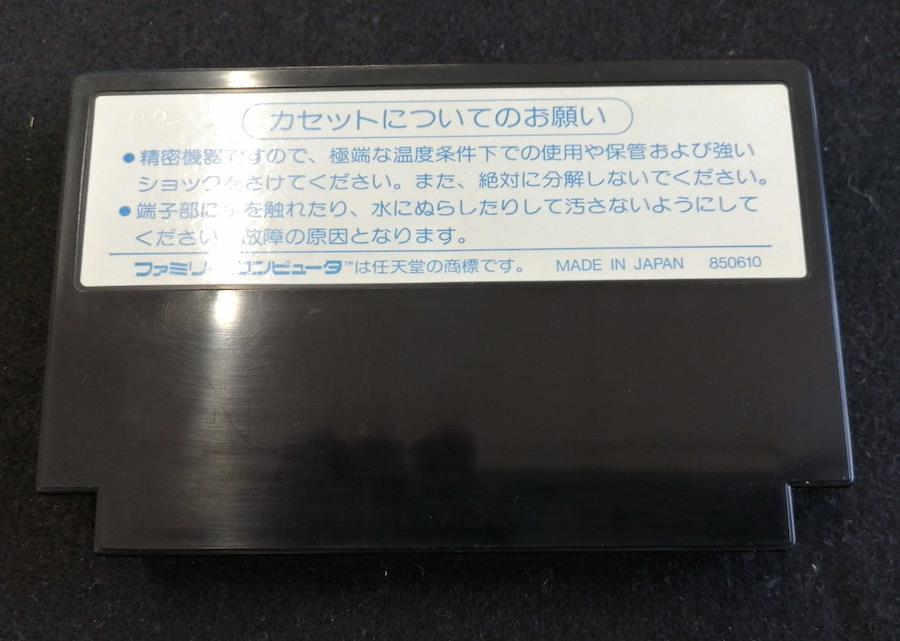 カセットについてのお願い
●精密機器ですので、極端な温度条件下での使用や保管および強い
ショックをさけてください。また、絶対に分解しないでください。
●端子部に手を触れたり、水にぬらしたりして汚さないようにして
ください 故障の原因となります。
ファミリーコンピュータ™は任天堂の商標です。 MADE IN JAPAN 850610